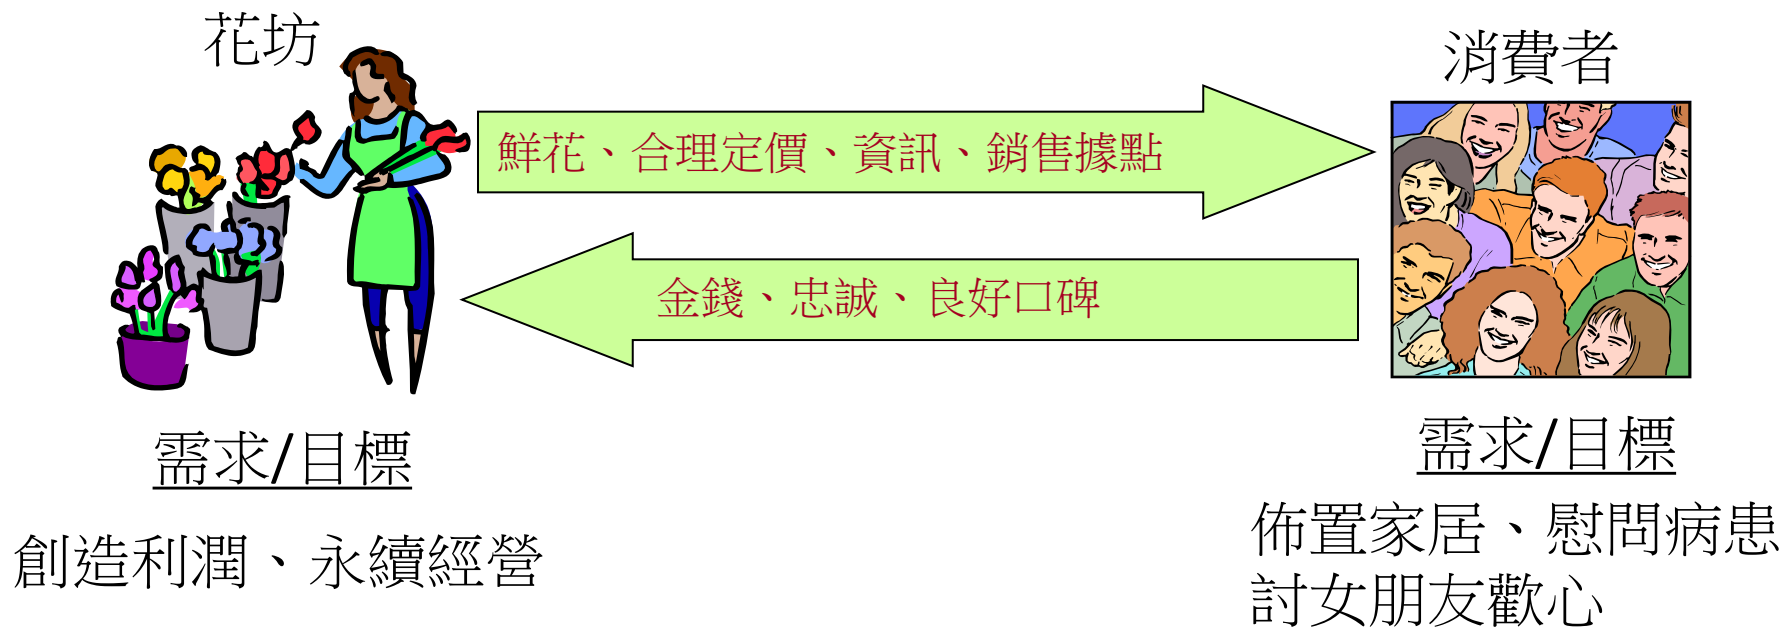 花坊
消費者
鮮花、合理定價、資訊、銷售據點
金錢、忠誠、良好口碑
需求/目標
創造利潤、永續經營
需求/目標
佈置家居、慰問病患
討女朋友歡心